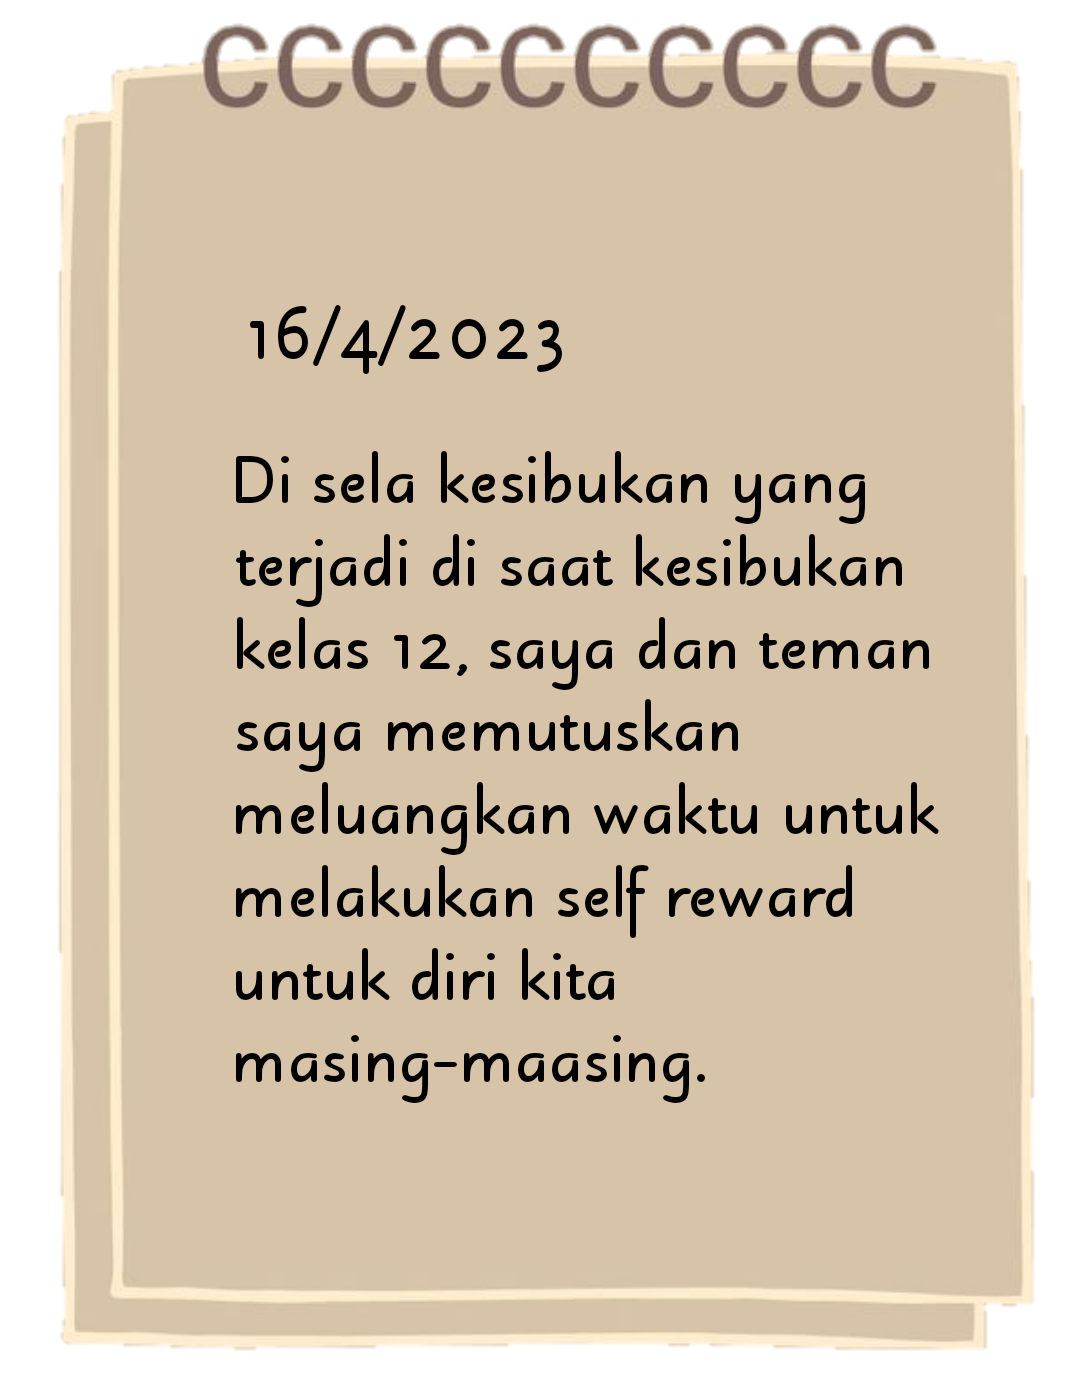 16/4/2023
Di sela kesibukan yang
terjadi di saat kesibukan
kelas 12, saya dan teman
saya memutuskan
meluangkan waktu untuk
melakukan self reward
untuk diri kita
masing-maasing.